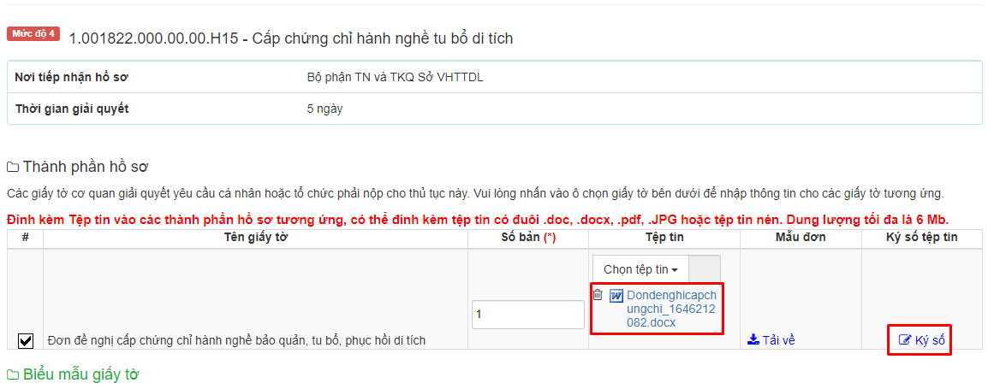 Mức độ 4 1.001822.000.00.00.H15 - Cấp chứng chỉ hành nghề tu bổ di tích
Nơi tiếp nhận hồ sơ Bộ phận TN và TKQ Sở VHTTDL
Thời gian giải quyết 5 ngày
Thành phần hồ sơ
Các giấy tờ cơ quan giải quyết yêu cầu cá nhân hoặc tổ chức phải nộp cho thủ tục này. Vui lòng nhấn vào ô chọn giấy tờ bên dưới để nhập thông tin cho các giấy tờ tương ứng.
Đính kèm Tệp tin vào các thành phần hồ sơ tương ứng, có thể đính kèm tệp tin có đuôi .doc, .docx, .pdf, .JPG hoặc tệp tin nén. Dung lượng tối đa là 6 Mb.
# Tên giấy tờ Số bản (*) Tệp tin Mẫu đơn Ký số tệp tin
Chọn tệp tin
Dondenghicapch
ungchi_1646212
082.docx
1
Đơn đề nghị cấp chứng chỉ hành nghề bảo quản, tu bổ, phục hồi di tích Tải về Ký số
Biểu mẫu giấy tờ